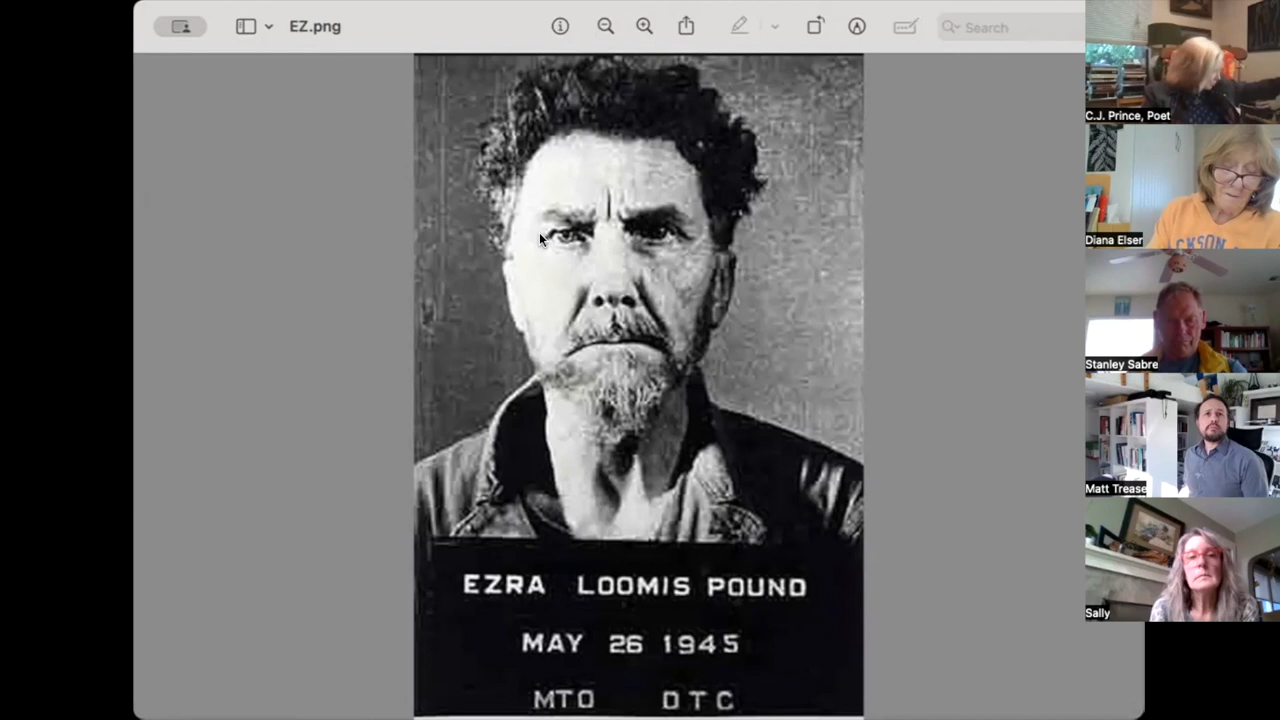 EZ.png
Search
EZRA LOOMIS POUND
MAY 26 1945
MTO DTC
C.J. Prince, Poet
Diana Elser
JACKSON
Stanley Sabre
Matt Trease
Sally